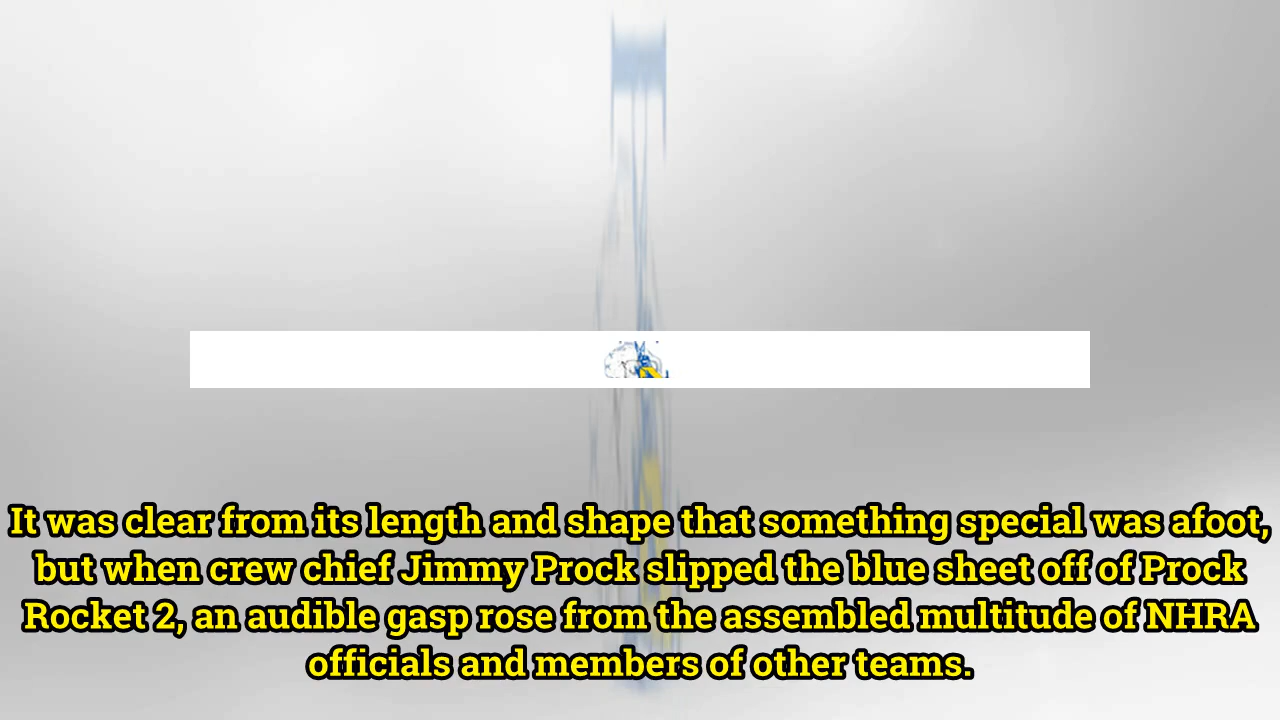 It was clear from its length and shape that something special was afoot,
but when crew chief Jimmy Prock slipped the blue sheet off of Prock
Rocket 2, an audible gasp rose from the assembled multitude of NHRA
officials and members of other teams.